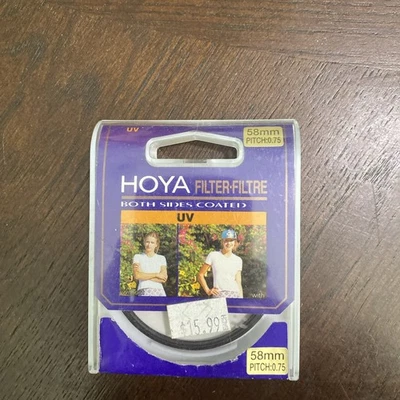 UV
58mm
PITCH:0.75
HOYA FILTER·FILTRE
BOTH SIDES COATED
UV
with
$15.99
58mm
PITCH:0.75